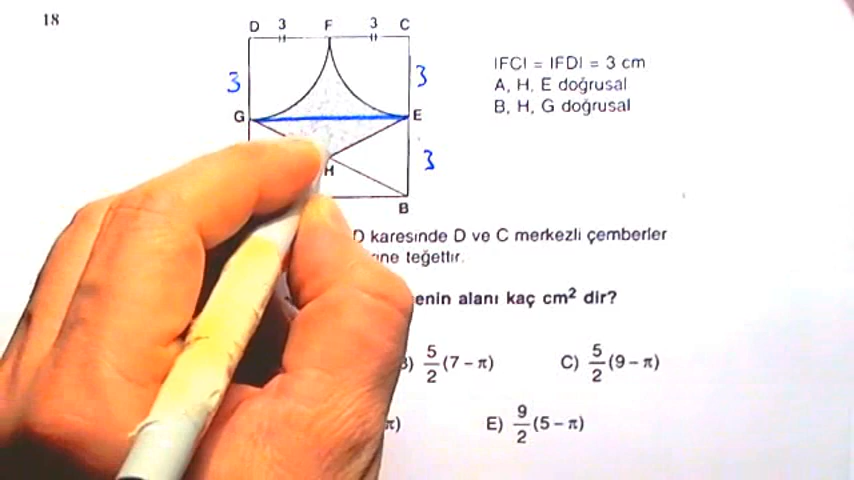 18
D 3 F 3 C
3 3
G E
3
H
B
IFCI = IFDI = 3 cm
A, H, E doğrusal
B, H, G doğrusal
D karesinde D ve C merkezli çemberler
teğettir.
enin alanı kaç cm² dir?
) 5/2 (7 – π) C) 5/2 (9 – π)
π) E) 9/2 (5 – π)